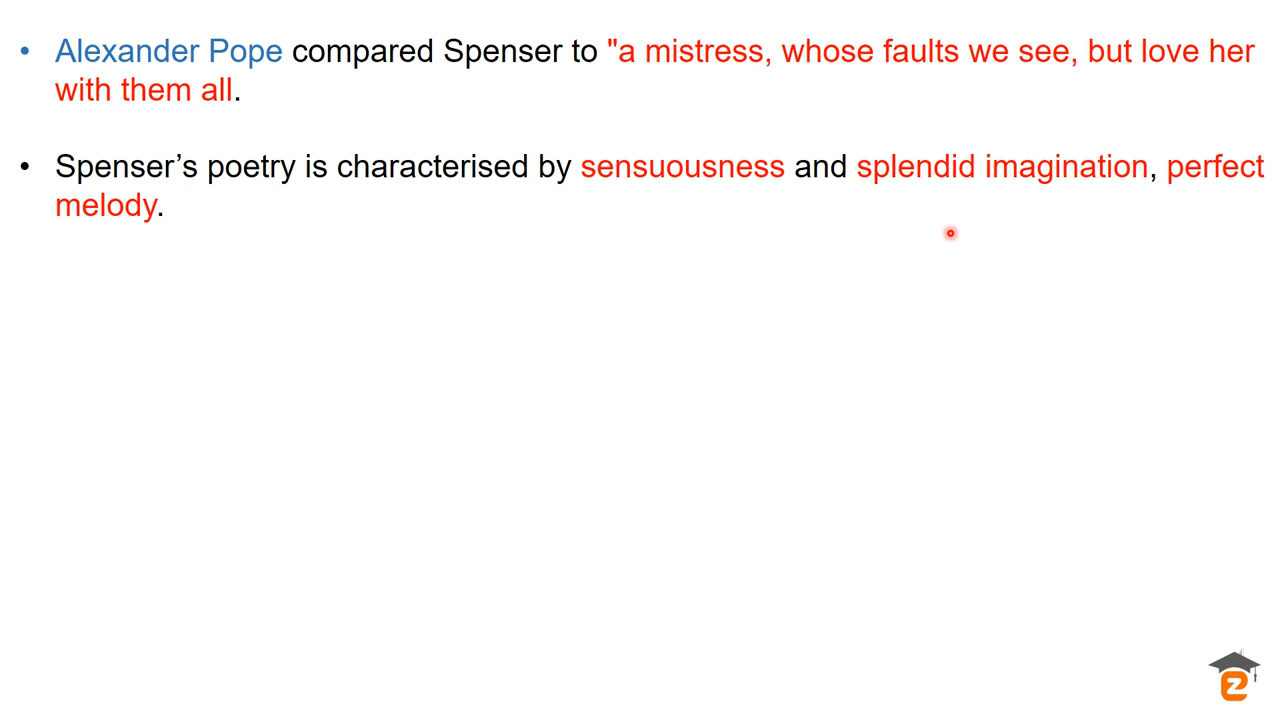 • Alexander Pope compared Spenser to "a mistress, whose faults we see, but love her
with them all.
• Spenser’s poetry is characterised by sensuousness and splendid imagination, perfect
melody.
e